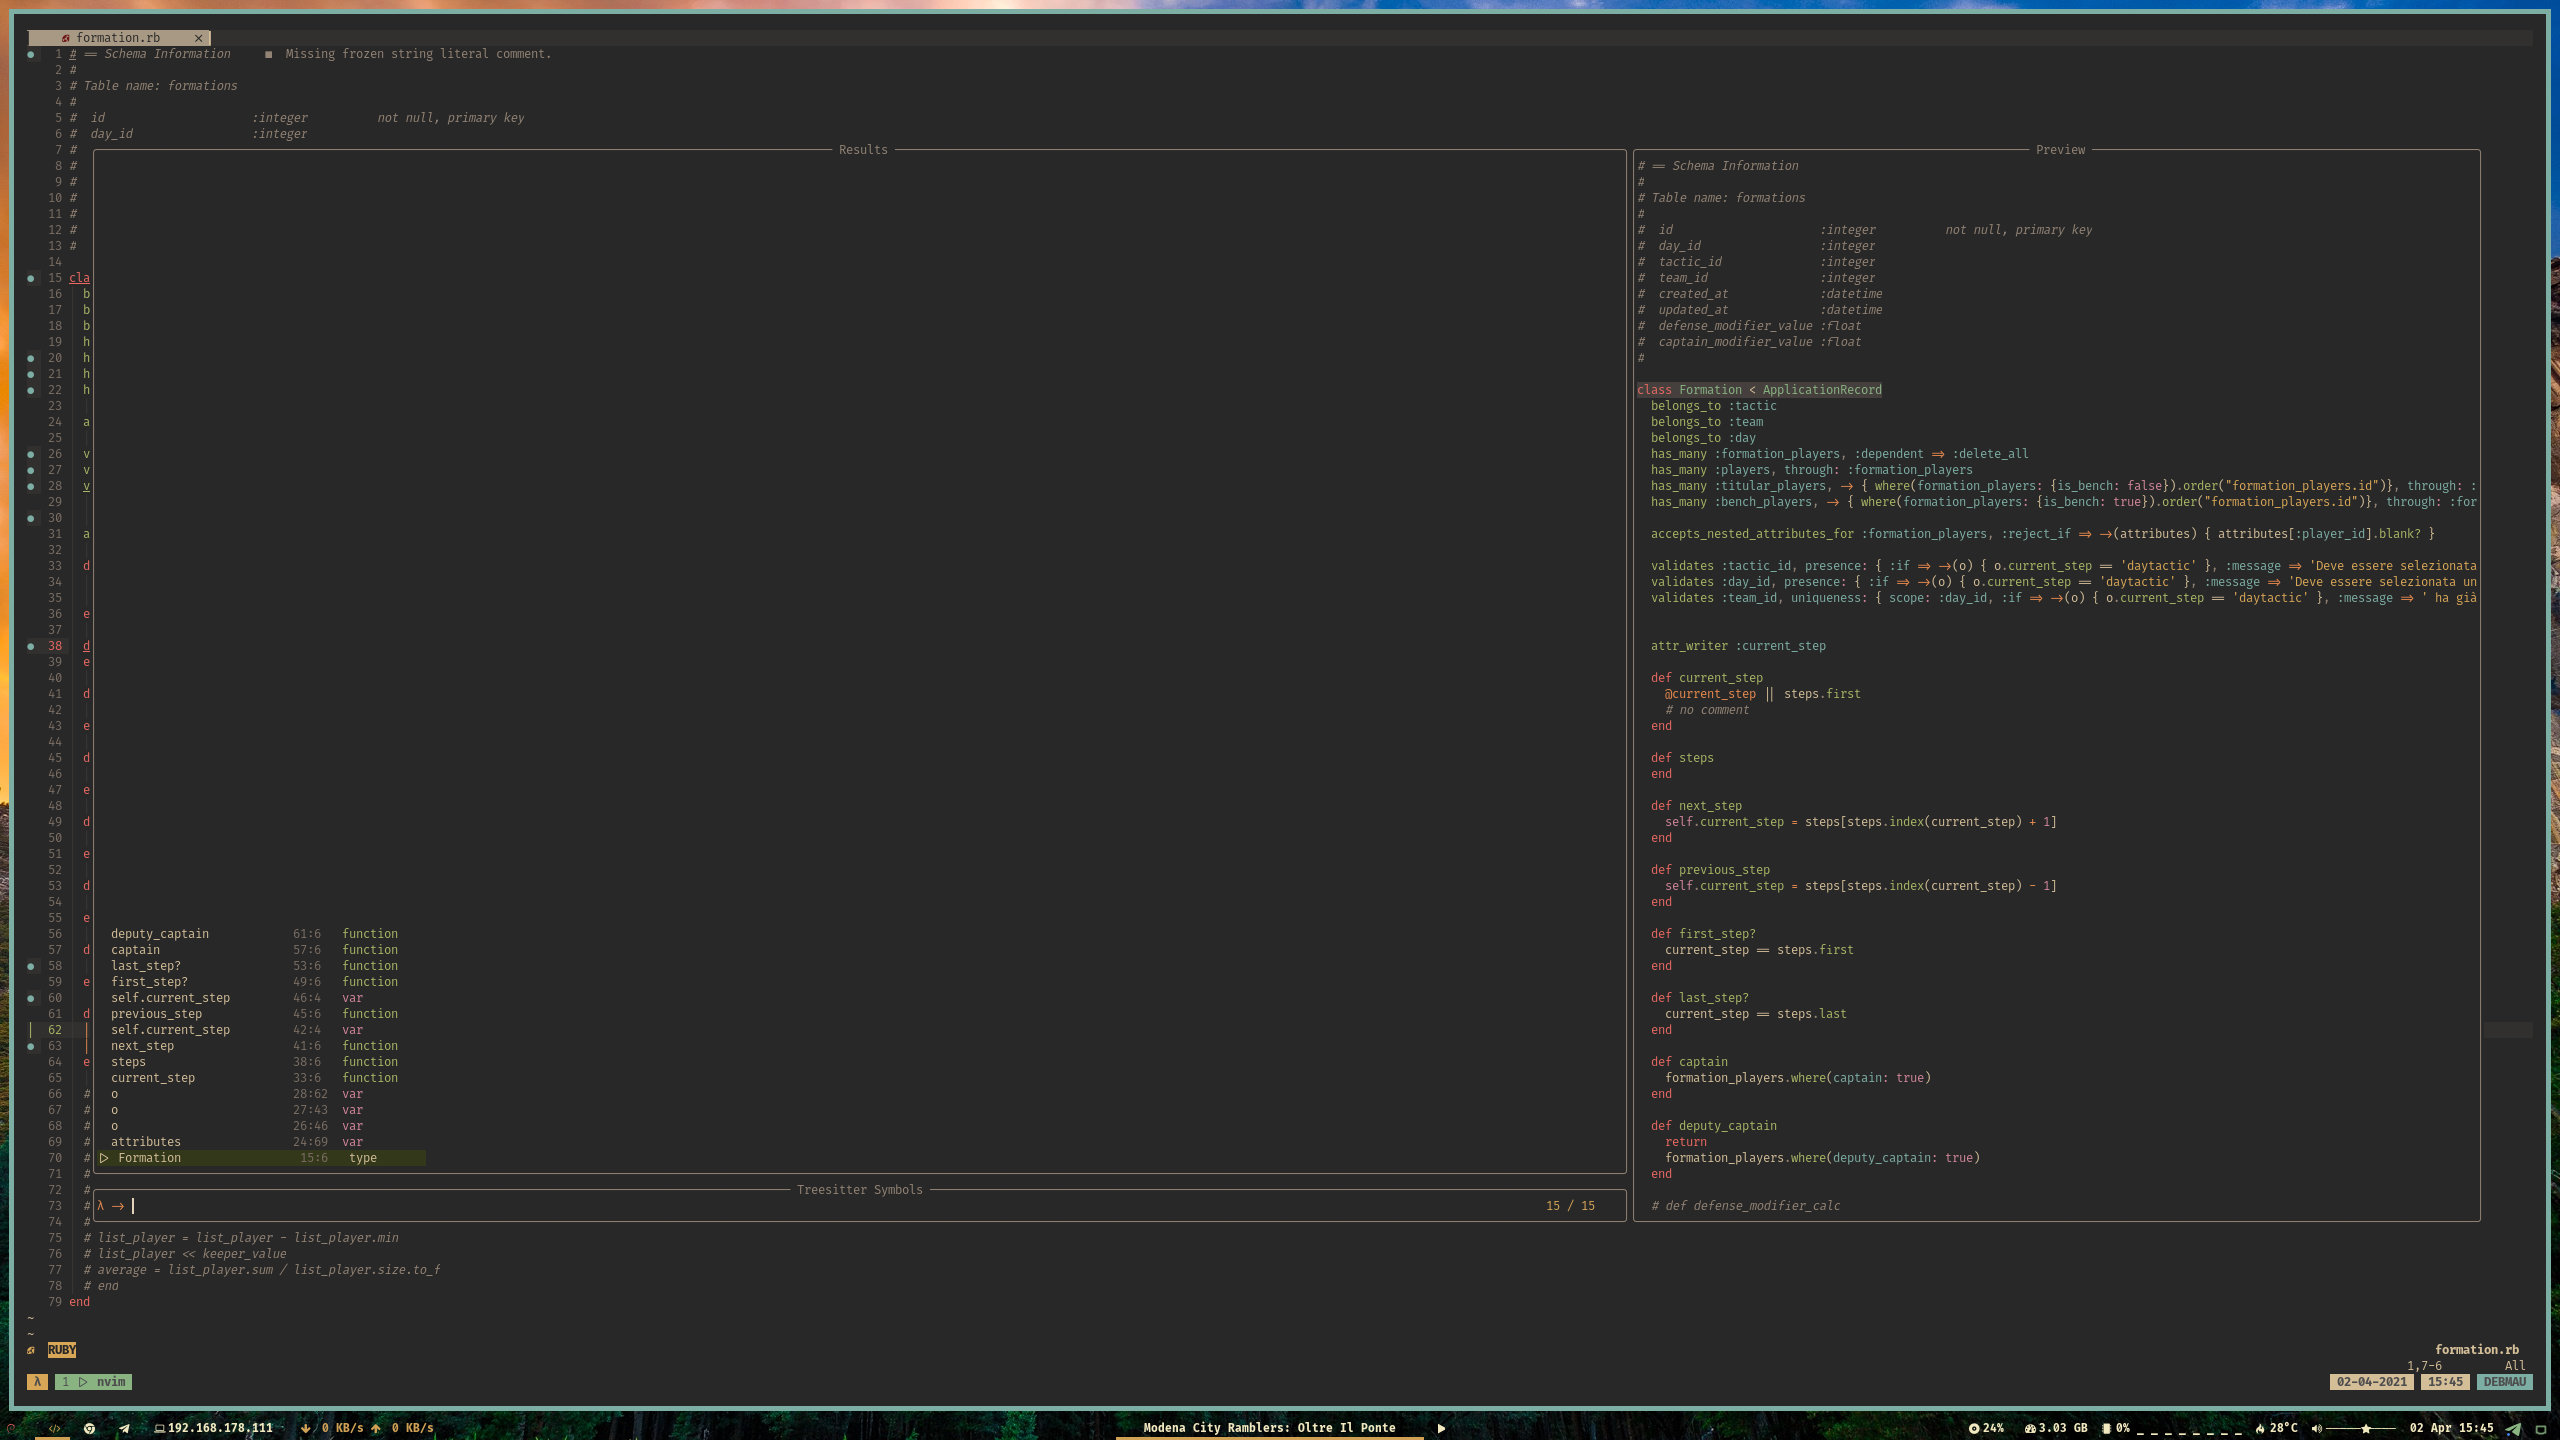 formation.rb ✕
1 # == Schema Information ■ Missing frozen string literal comment.
2 #
3 # Table name: formations
4 #
5 # id :integer not null, primary key
6 # day_id :integer
7 #
8 #
9 #
10 #
11 #
12 #
13 #
14
15 cla
16 b
17 b
18 b
19 h
20 h
21 h
22 h
23
24 a
25
26 v
27 v
28 v
29
30
31 a
32
33 d
34
35
36 e
37
38 d
39 e
40
41 d
42
43 e
44
45 d
46
47 e
48
49 d
50
51 e
52
53 d
54
55 e
56
57 d
58
59 e
60
61 d
62
63
64 e
65
66 #
67 #
68 #
69 #
70 #
71 #
72 #
73 #
74 #
Results
deputy_captain 61:6 function
captain 57:6 function
last_step? 53:6 function
first_step? 49:6 function
self.current_step 46:4 var
previous_step 45:6 function
self.current_step 42:4 var
next_step 41:6 function
steps 38:6 function
current_step 33:6 function
o 28:62 var
o 27:43 var
o 26:46 var
attributes 24:69 var
▷ Formation 15:6 type
Treesitter Symbols
λ -> 15 / 15
Preview
# == Schema Information
#
# Table name: formations
#
# id :integer not null, primary key
# day_id :integer
# tactic_id :integer
# team_id :integer
# created_at :datetime
# updated_at :datetime
# defense_modifier_value :float
# captain_modifier_value :float
#
class Formation < ApplicationRecord
belongs_to :tactic
belongs_to :team
belongs_to :day
has_many :formation_players, :dependent => :delete_all
has_many :players, through: :formation_players
has_many :titular_players, -> { where(formation_players: {is_bench: false}).order("formation_players.id")}, through: :
has_many :bench_players, -> { where(formation_players: {is_bench: true}).order("formation_players.id")}, through: :for
accepts_nested_attributes_for :formation_players, :reject_if => ->(attributes) { attributes[:player_id].blank? }
validates :tactic_id, presence: { :if => ->(o) { o.current_step == 'daytactic' }, :message => 'Deve essere selezionata
validates :day_id, presence: { :if => ->(o) { o.current_step == 'daytactic' }, :message => 'Deve essere selezionata un
validates :team_id, uniqueness: { scope: :day_id, :if => ->(o) { o.current_step == 'daytactic' }, :message => ' ha già
attr_writer :current_step
def current_step
@current_step || steps.first
# no comment
end
def steps
end
def next_step
self.current_step = steps[steps.index(current_step) + 1]
end
def previous_step
self.current_step = steps[steps.index(current_step) - 1]
end
def first_step?
current_step == steps.first
end
def last_step?
current_step == steps.last
end
def captain
formation_players.where(captain: true)
end
def deputy_captain
return
formation_players.where(deputy_captain: true)
end
# def defense_modifier_calc
75 # list_player = list_player - list_player.min
76 # list_player << keeper_value
77 # average = list_player.sum / list_player.size.to_f
78 # end
79 end
~
~
RUBY formation.rb
1,7-6 All
λ 1 ▷ nvim 02-04-2021 15:45 DEBMAU
</> 192.168.178.111 0 KB/s 0 KB/s Modena City Ramblers: Oltre Il Ponte 24% 3.03 GB 0% _ _ _ _ _ _ _ _ 28°C 02 Apr 15:45